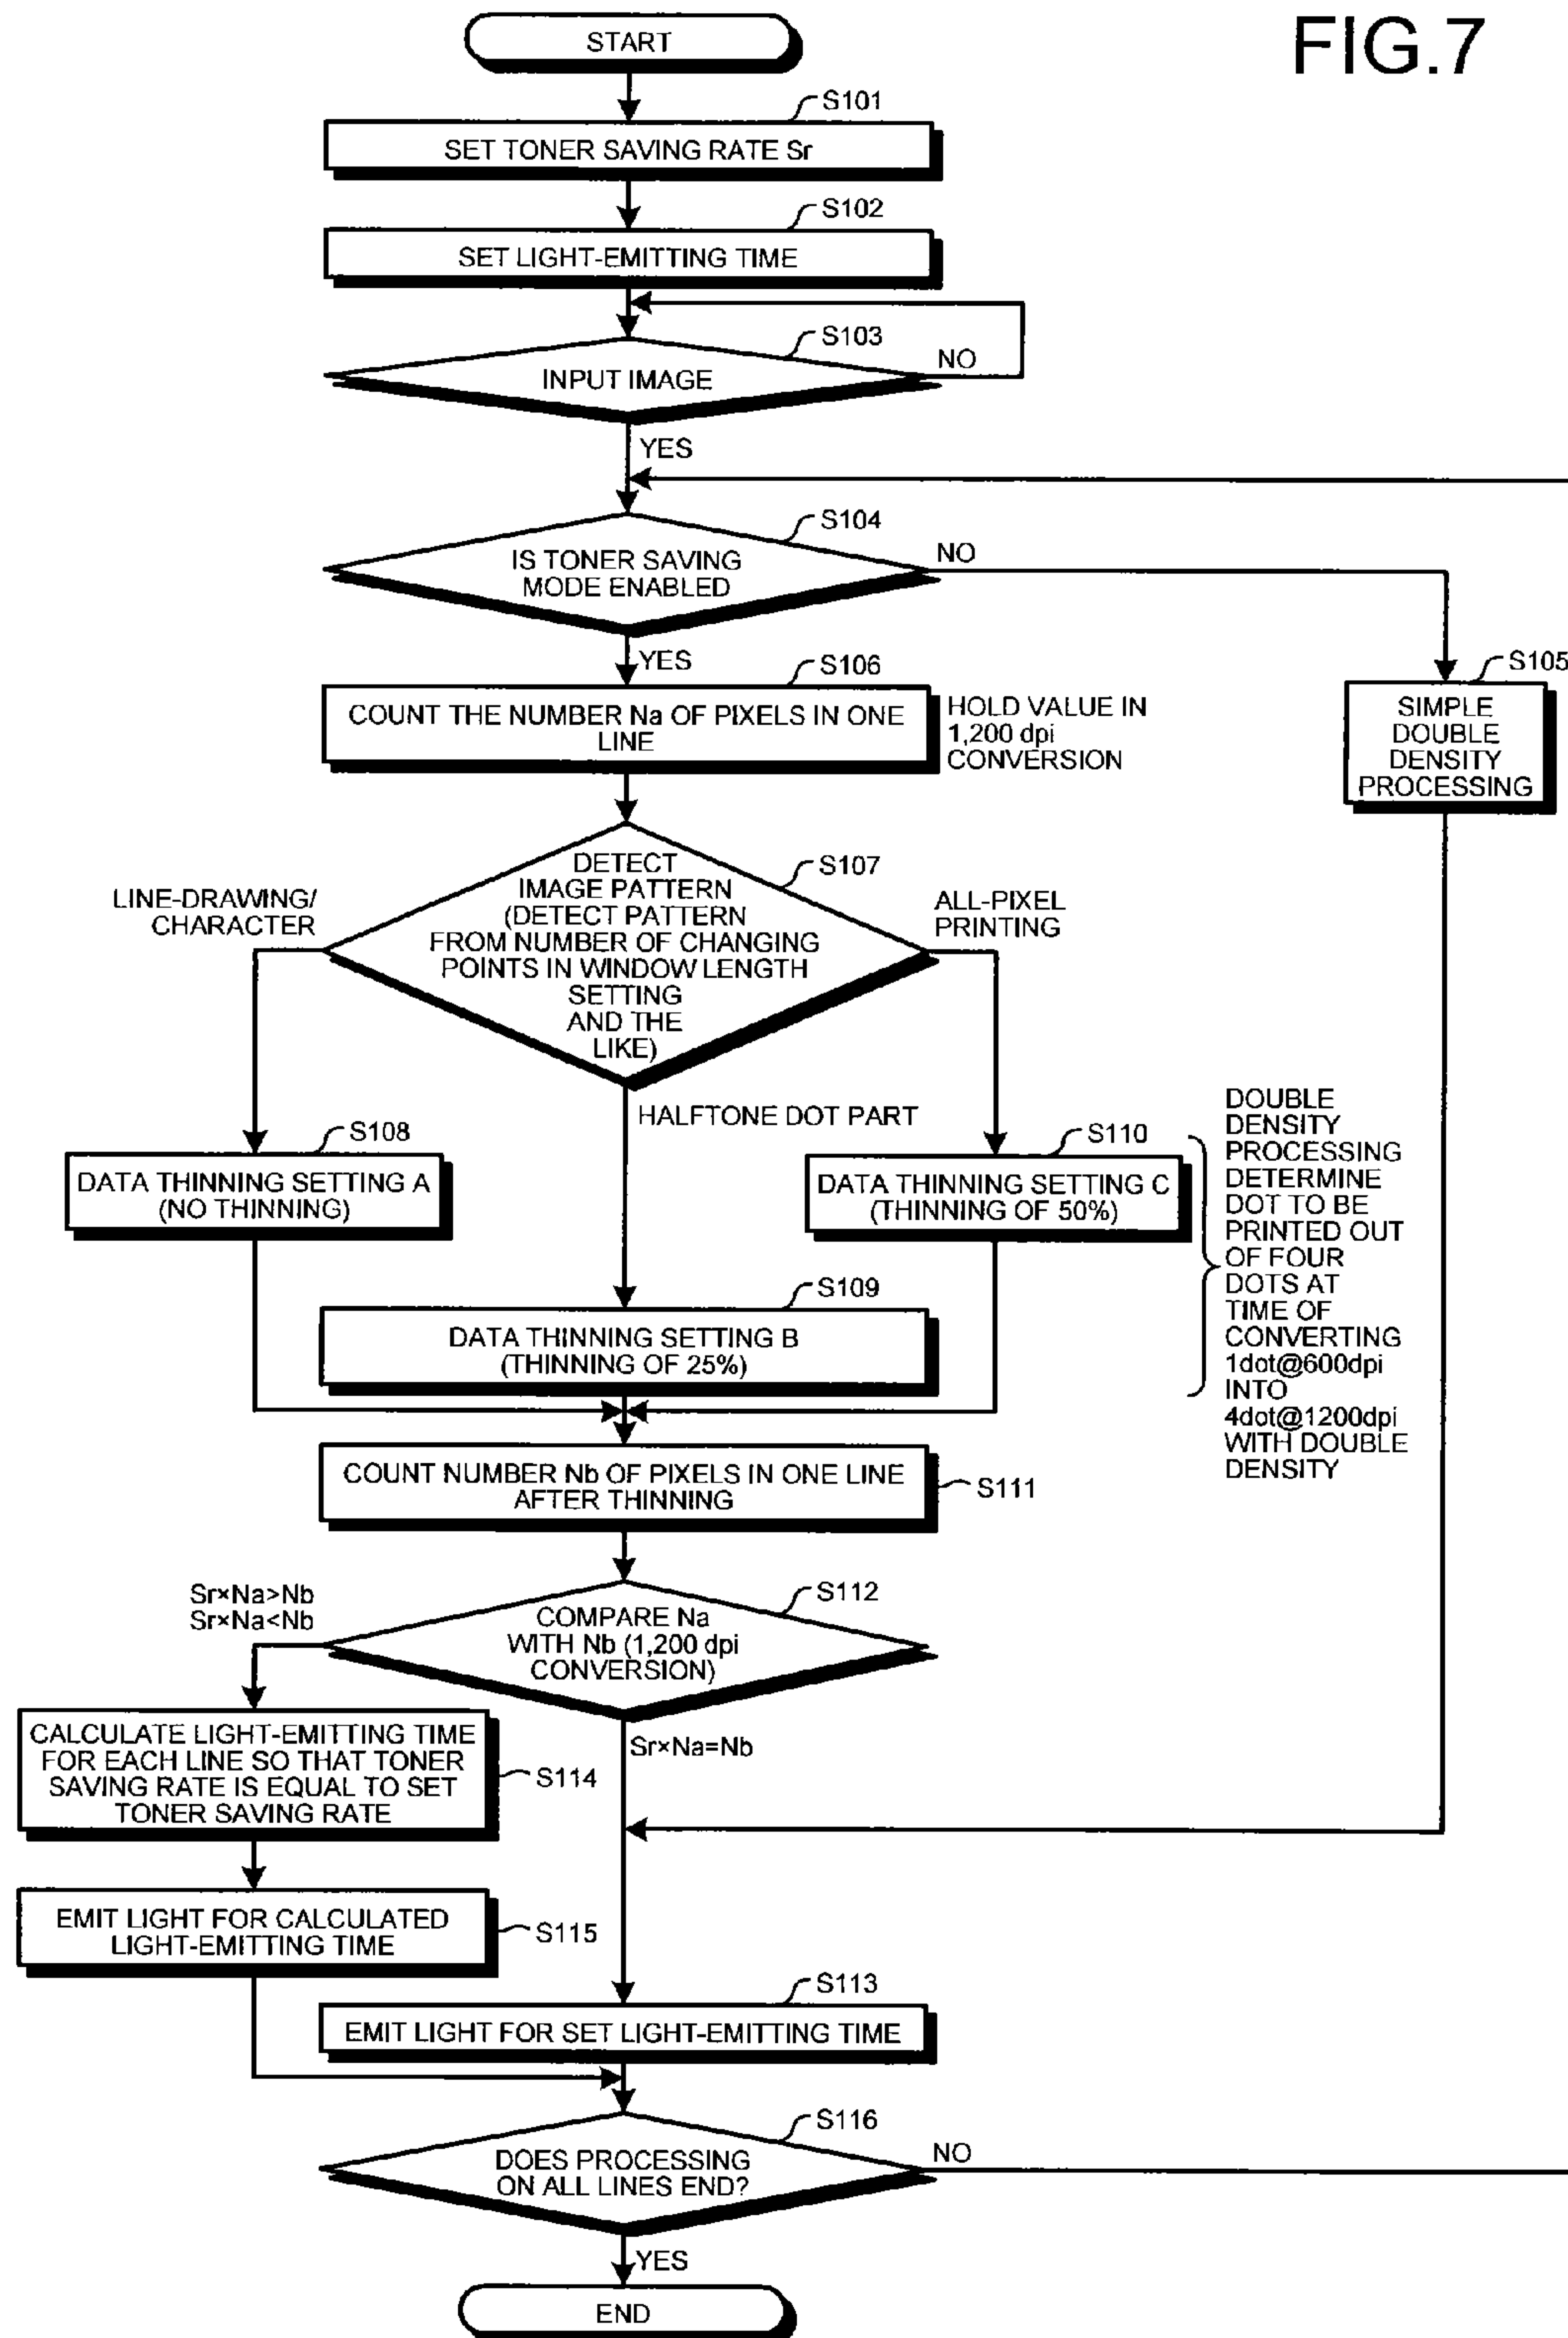 FIG.7
START
S101
SET TONER SAVING RATE Sr
S102
SET LIGHT-EMITTING TIME
S103
INPUT IMAGE
NO
YES
S104
IS TONER SAVING
MODE ENABLED
NO
YES
S105
SIMPLE
DOUBLE
DENSITY
PROCESSING
S106
COUNT THE NUMBER Na OF PIXELS IN ONE
LINE
HOLD VALUE IN
1,200 dpi
CONVERSION
S107
DETECT
IMAGE PATTERN
(DETECT PATTERN
FROM NUMBER OF CHANGING
POINTS IN WINDOW LENGTH
SETTING
AND THE
LIKE)
LINE-DRAWING/
CHARACTER
ALL-PIXEL
PRINTING
HALFTONE DOT PART
S108
DATA THINNING SETTING A
(NO THINNING)
S110
DATA THINNING SETTING C
(THINNING OF 50%)
DOUBLE
DENSITY
PROCESSING
DETERMINE
DOT TO BE
PRINTED OUT
OF FOUR
DOTS AT
TIME OF
CONVERTING
1dot@600dpi
INTO
4dot@1200dpi
WITH DOUBLE
DENSITY
S109
DATA THINNING SETTING B
(THINNING OF 25%)
COUNT NUMBER Nb OF PIXELS IN ONE LINE
AFTER THINNING
S111
S112
COMPARE Na
WITH Nb (1,200 dpi
CONVERSION)
Sr×Na>Nb
Sr×Na<Nb
Sr×Na=Nb
CALCULATE LIGHT-EMITTING TIME
FOR EACH LINE SO THAT TONER
SAVING RATE IS EQUAL TO SET
TONER SAVING RATE
S114
EMIT LIGHT FOR CALCULATED
LIGHT-EMITTING TIME
S115
S113
EMIT LIGHT FOR SET LIGHT-EMITTING TIME
S116
DOES PROCESSING
ON ALL LINES END?
NO
YES
END